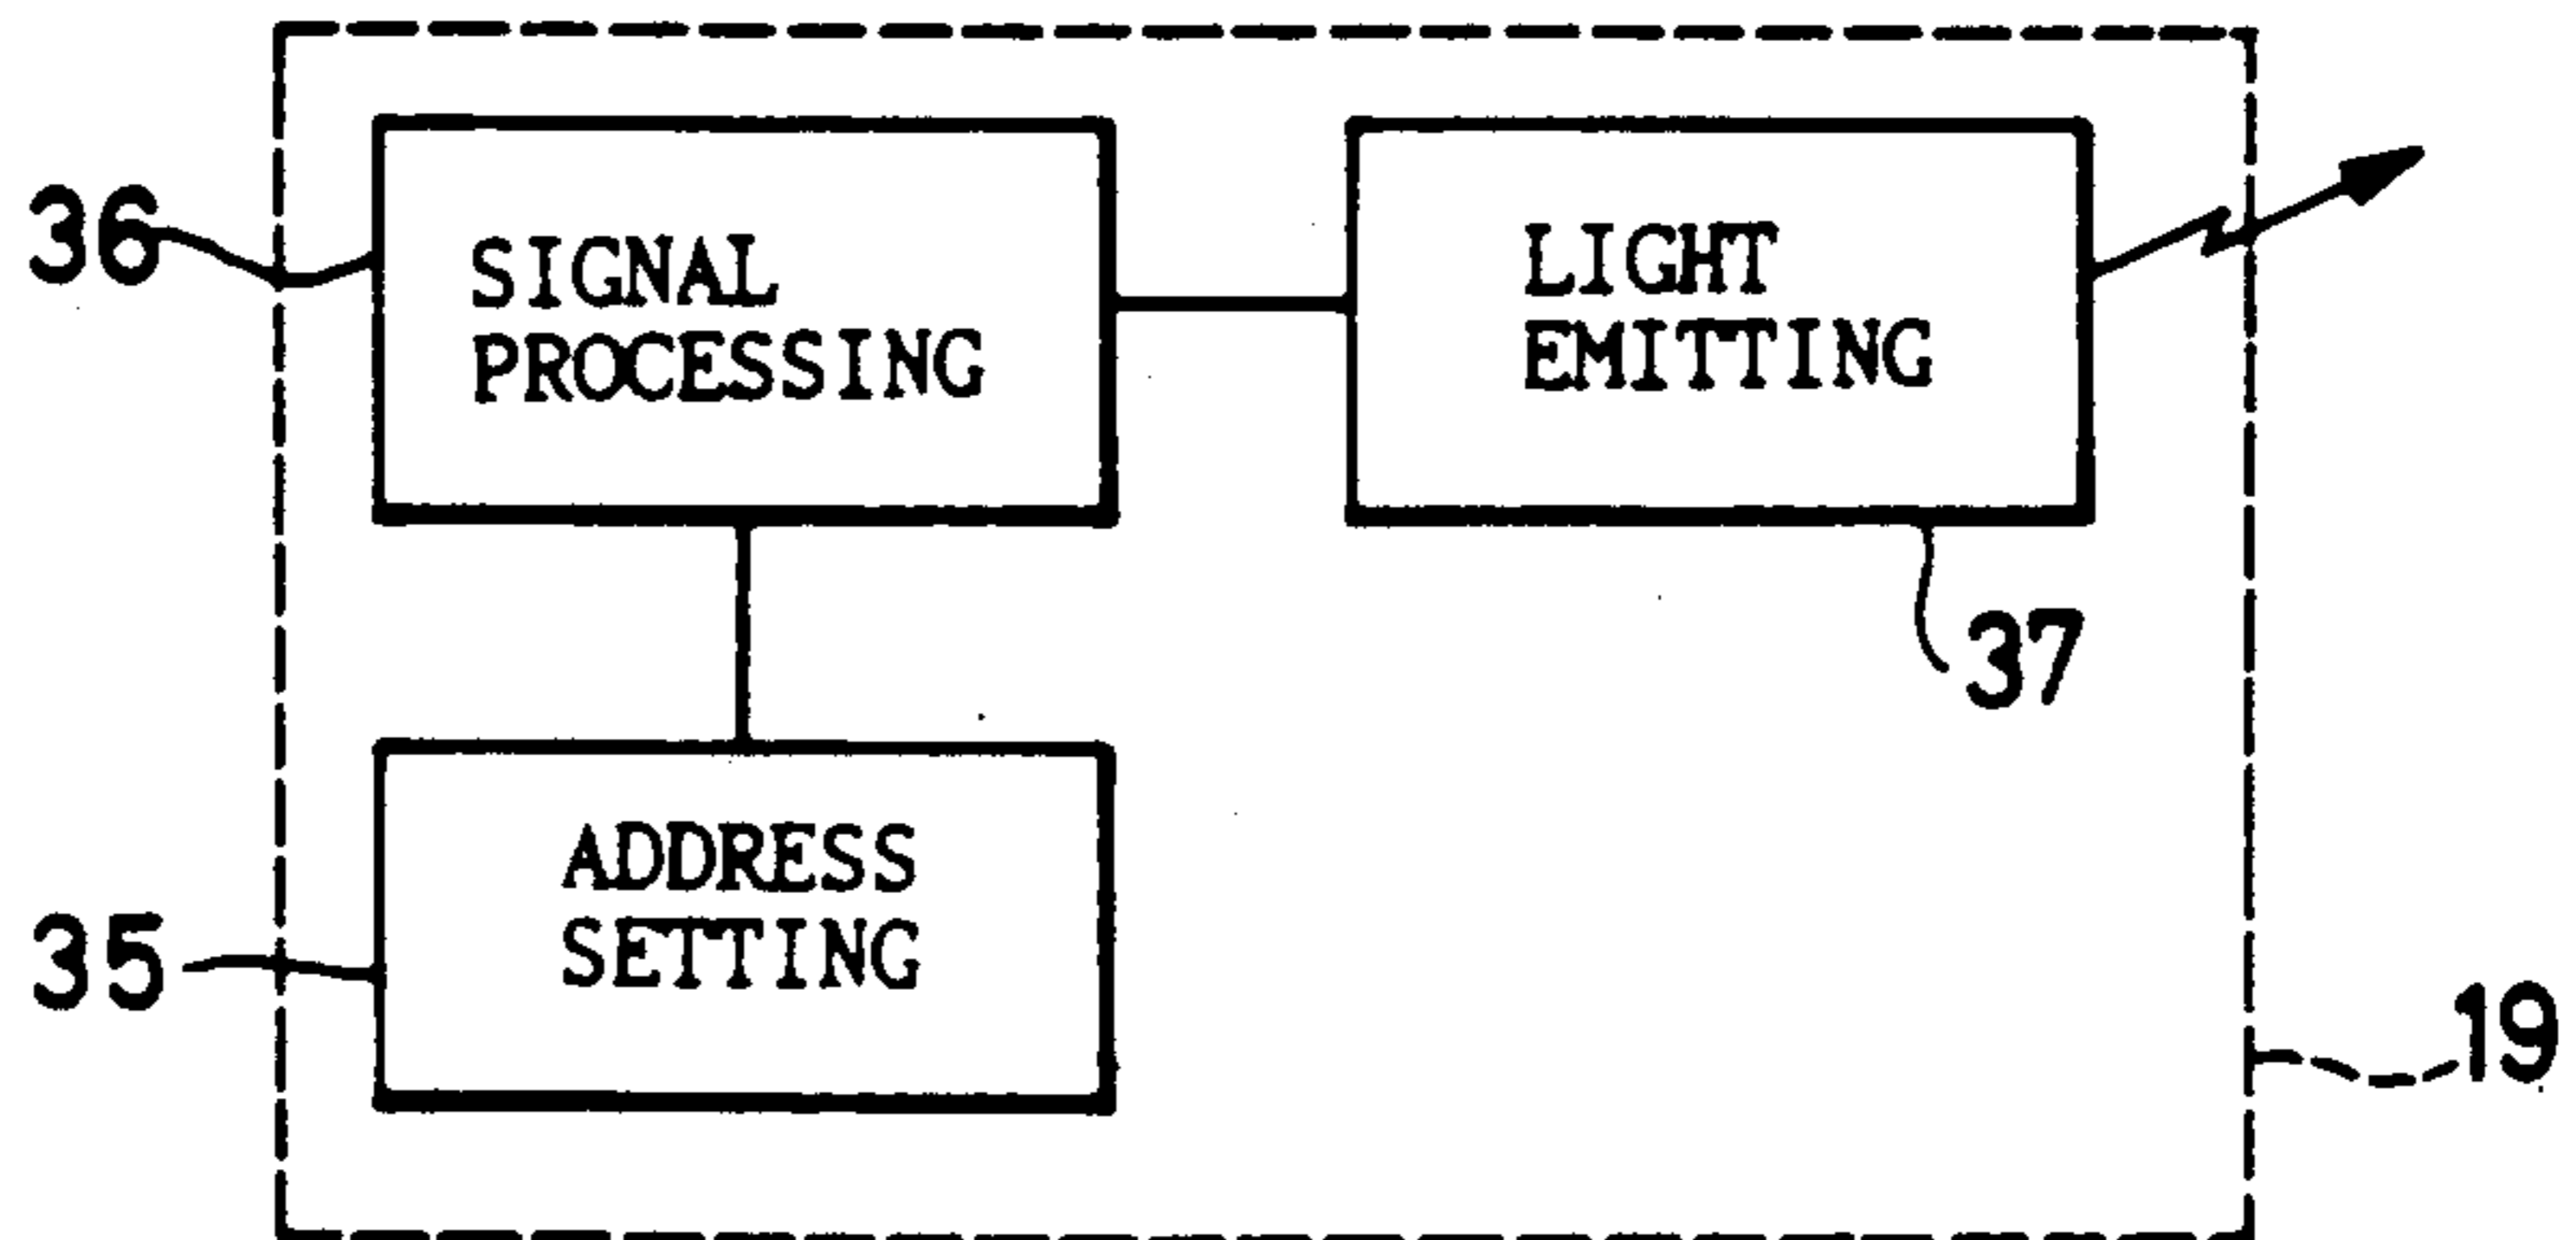 36
SIGNAL
PROCESSING
LIGHT
EMITTING
37
ADDRESS
SETTING
35
19